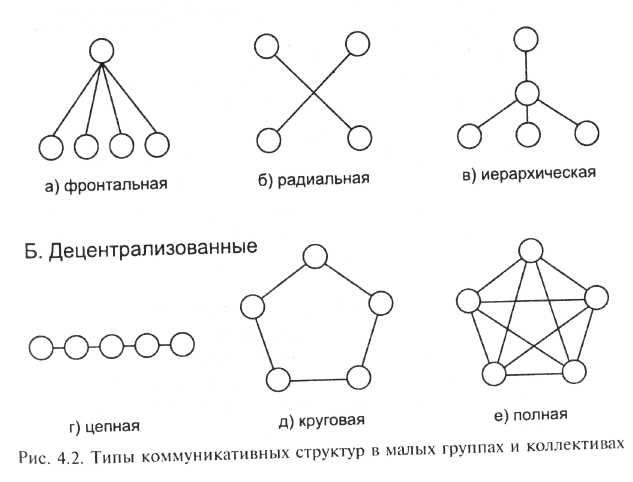 а) фронтальная
б) радиальная
в) иерархическая
Б. Децентрализованные
г) цепная
д) круговая
е) полная
Рис. 4.2. Типы коммуникативных структур в малых группах и коллективах